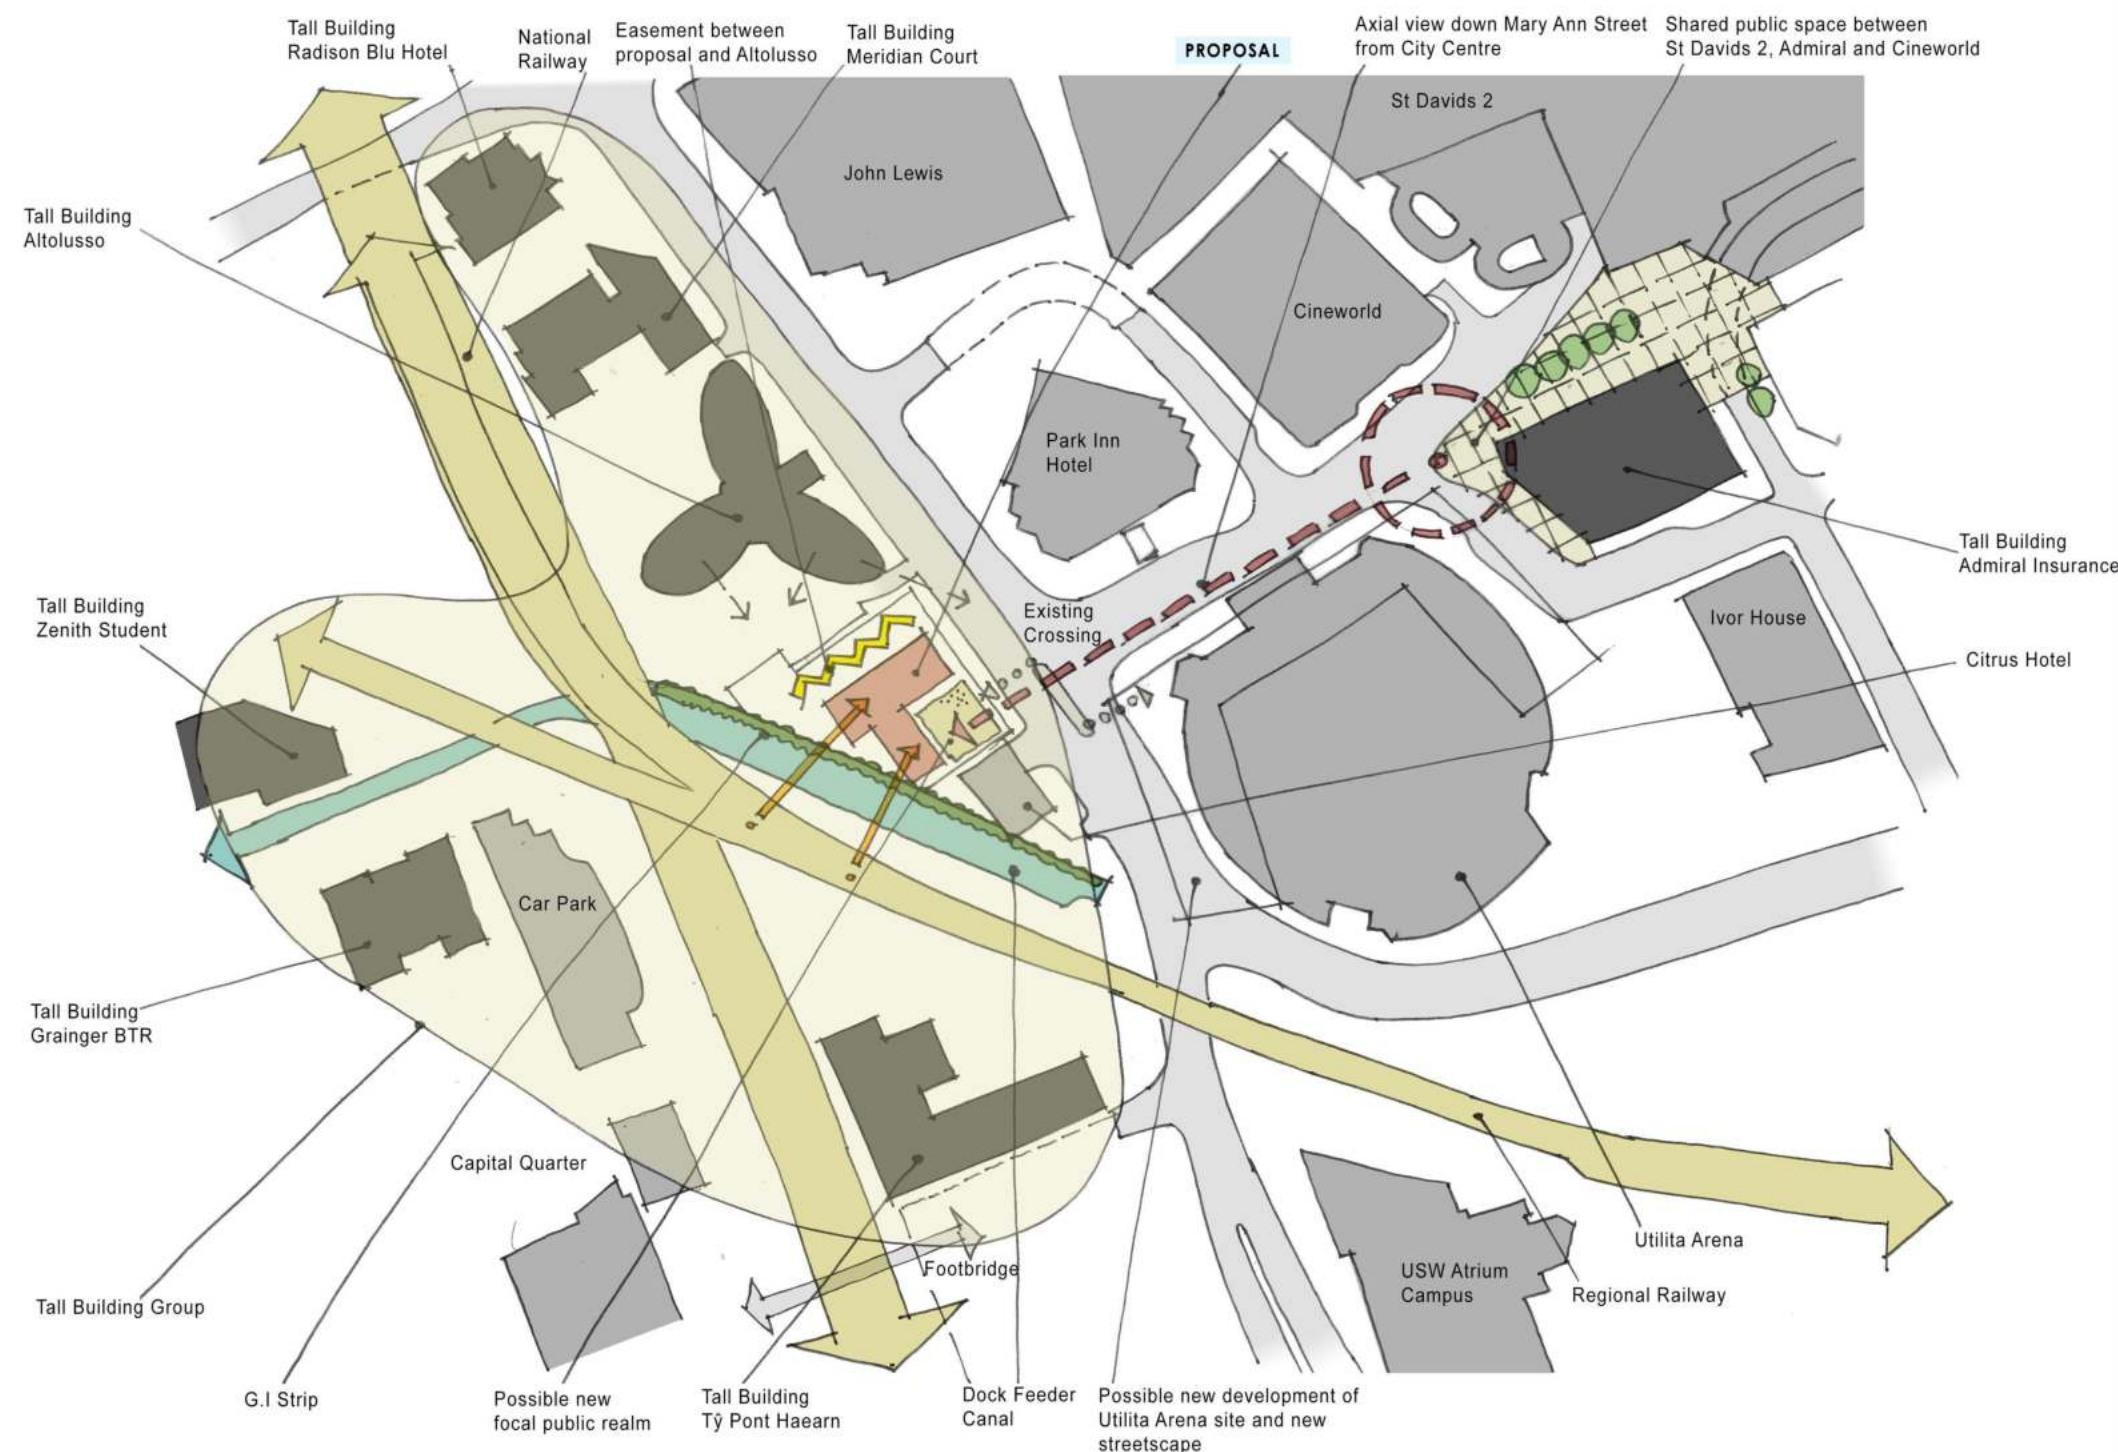 Tall Building
Radison Blu Hotel
National
Railway
Easement between
proposal and Altolusso
Tall Building
Meridian Court
PROPOSAL
Axial view down Mary Ann Street
from City Centre
Shared public space between
St Davids 2, Admiral and Cineworld
St Davids 2
John Lewis
Tall Building
Altolusso
Cineworld
Park Inn
Hotel
Tall Building
Admiral Insurance
Tall Building
Zenith Student
Existing
Crossing
Ivor House
Citrus Hotel
Car Park
Tall Building
Grainger BTR
Capital Quarter
Utilita Arena
Footbridge
USW Atrium
Campus
Regional Railway
Tall Building Group
G.I Strip
Possible new
focal public realm
Tall Building
Tŷ Pont Haearn
Dock Feeder
Canal
Possible new development of
Utilita Arena site and new
streetscape